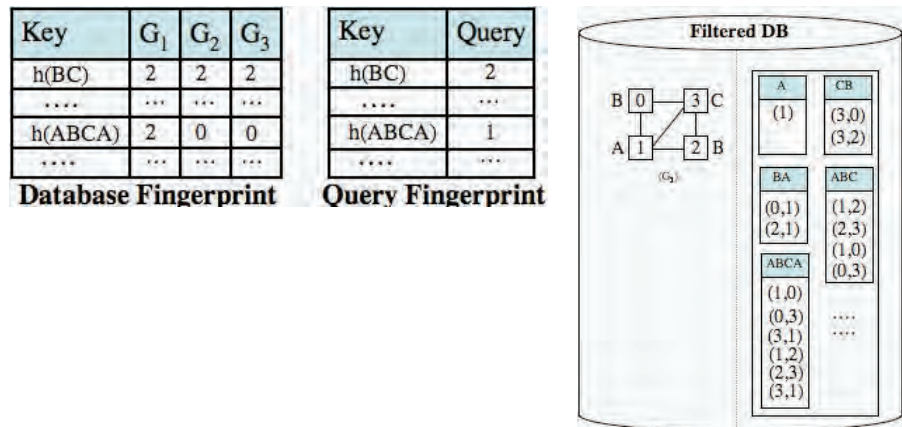 Key G1 G2 G3
h(BC) 2 2 2
.... ... ... ...
h(ABCA) 2 0 0
.... ... ... ...
Database Fingerprint
Key Query
h(BC) 2
.... ...
h(ABCA) 1
.... ...
Query Fingerprint
Filtered DB
B 0 3 C
A 1 2 B
A
(1)
CB
(3,0)
(3,2)
BA
(0,1)
(2,1)
ABC
(1,2)
(2,3)
(1,0)
(0,3)
ABCA
(1,0)
(0,3)
(3,1)
(1,2)
(2,3)
(3,1)
....
....